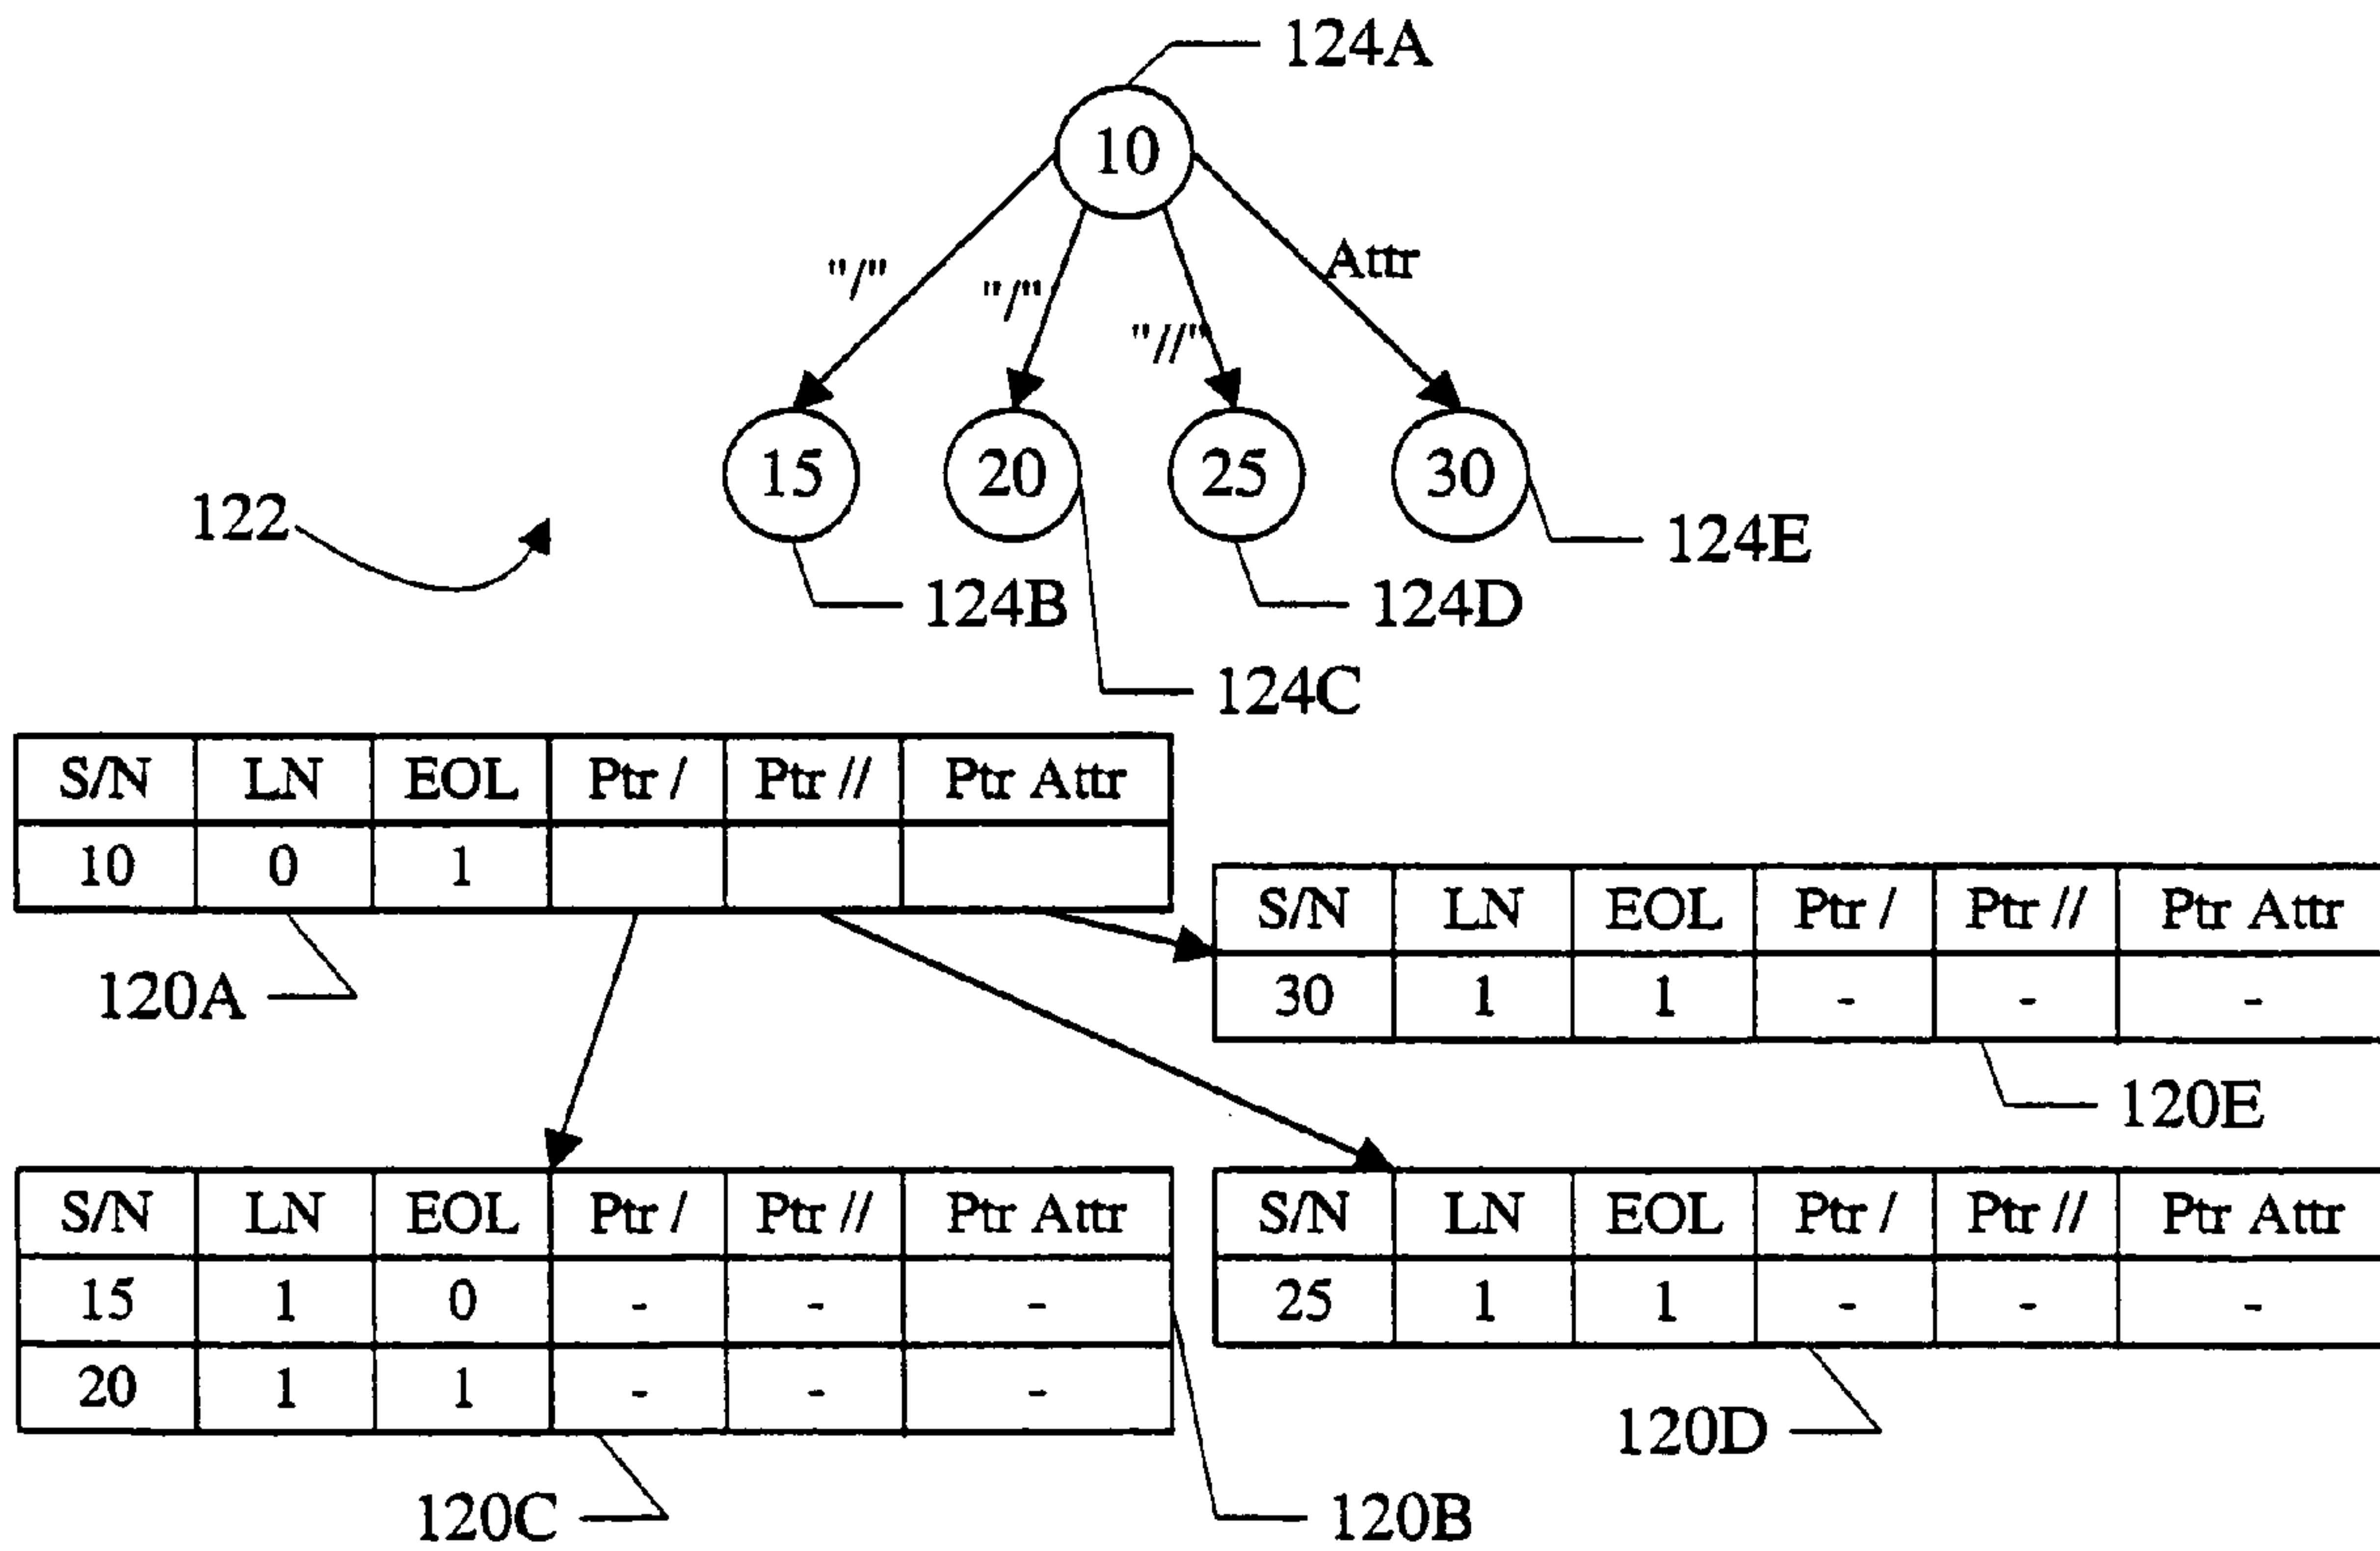 124A
10
"/"
"/"
"//"
Attr
15
20
25
30
122
124E
124B
124D
124C
S/N LN EOL Ptr / Ptr // Ptr Attr
10 0 1
120A
S/N LN EOL Ptr / Ptr // Ptr Attr
30 1 1 - - -
120E
S/N LN EOL Ptr / Ptr // Ptr Attr
15 1 0 - - -
20 1 1 - - -
S/N LN EOL Ptr / Ptr // Ptr Attr
25 1 1 - - -
120D
120C
120B